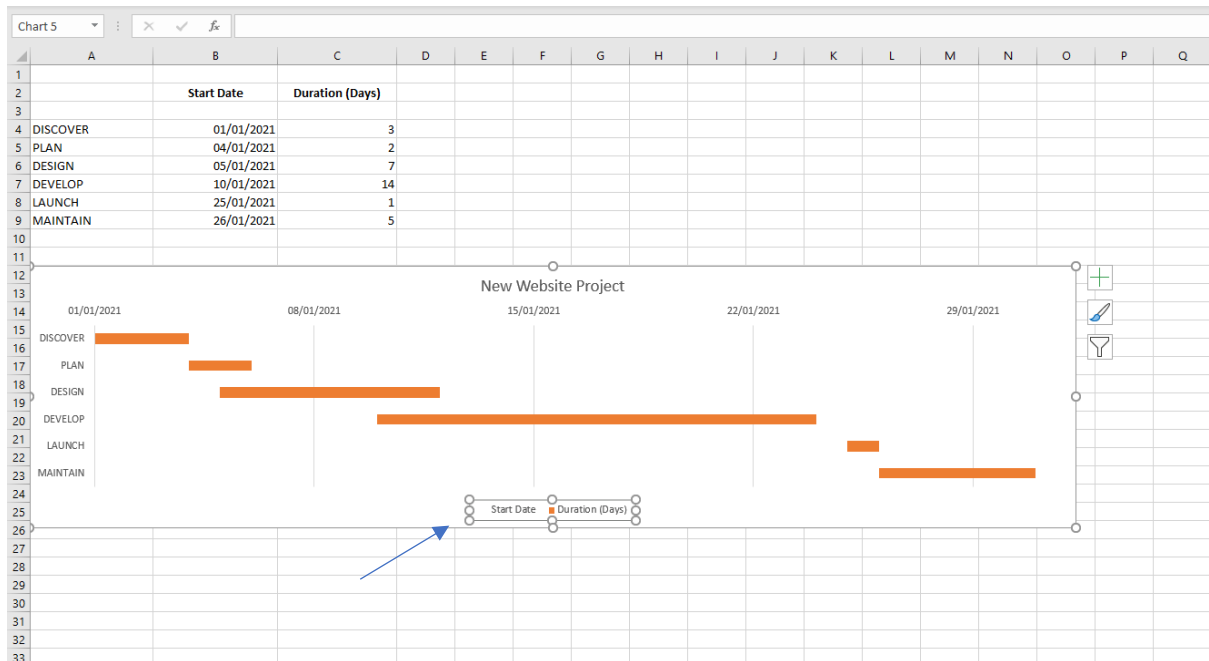 Chart 5 fx
A B C D E F G H I J K L M N O P Q
1
2 Start Date Duration (Days)
3
4 DISCOVER 01/01/2021 3
5 PLAN 04/01/2021 2
6 DESIGN 05/01/2021 7
7 DEVELOP 10/01/2021 14
8 LAUNCH 25/01/2021 1
9 MAINTAIN 26/01/2021 5
10
11
12
13 New Website Project
14 01/01/2021 08/01/2021 15/01/2021 22/01/2021 29/01/2021
15 DISCOVER
16
17 PLAN
18 DESIGN
19
20 DEVELOP
21 LAUNCH
22
23 MAINTAIN
24
25 Start Date Duration (Days)
26
27
28
29
30
31
32
33